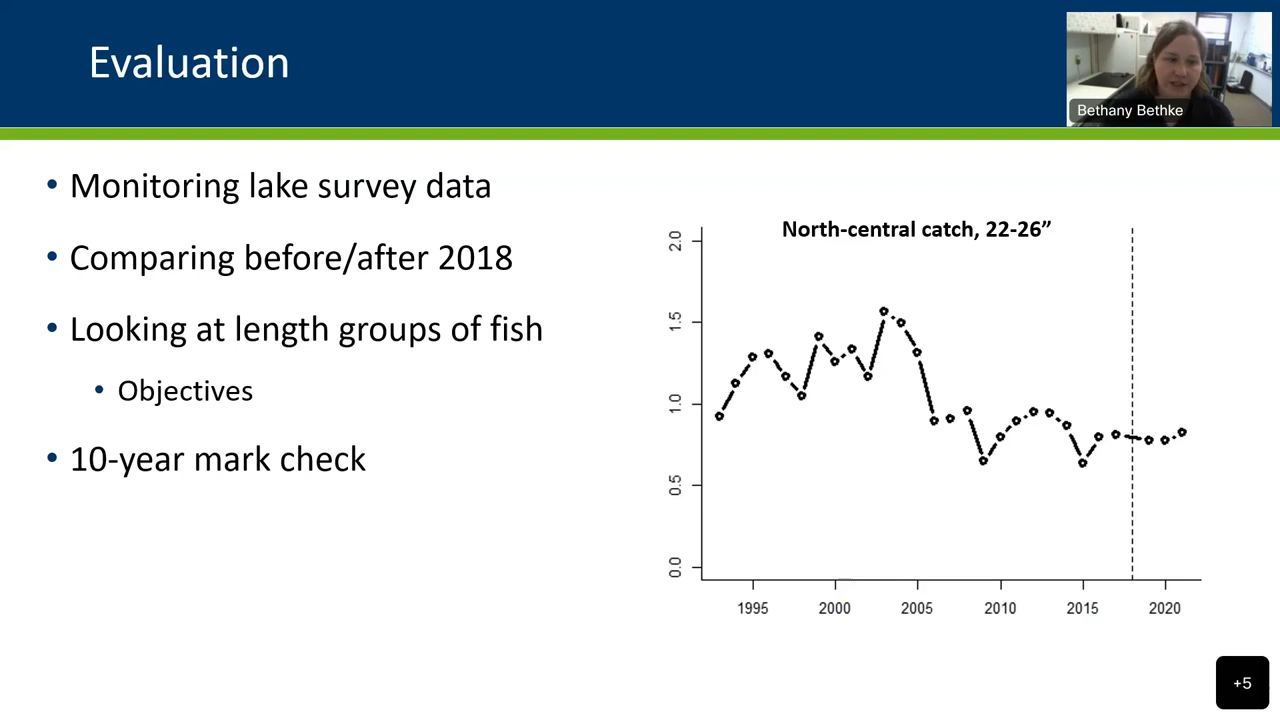 Evaluation
Bethany Bethke
• Monitoring lake survey data
• Comparing before/after 2018
• Looking at length groups of fish
• Objectives
• 10-year mark check
North-central catch, 22-26”
2.0
1.5
1.0
0.5
0.0
1995 2000 2005 2010 2015 2020
+5